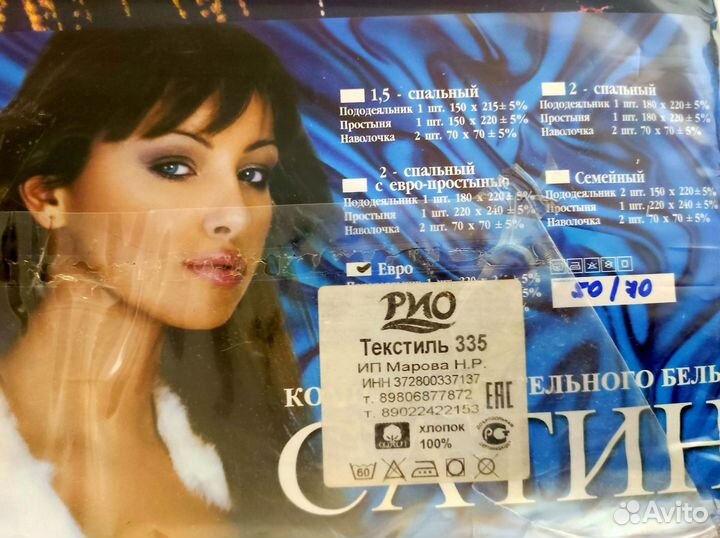 1,5 - спальный
Пододеяльник 1 шт. 150 x 215± 5%
Простыня 1 шт. 150 x 220± 5%
Наволочка 2 шт. 70 x 70± 5%
2 - спальный
Пододеяльник 1 шт. 180 x 220± 5%
Простыня 1 шт. 180 x 220± 5%
Наволочка 2 шт. 70 x 70± 5%
2 - спальный
с евро-простынью
Пододеяльник 1 шт. 180 x 220± 5%
Простыня 1 шт. 220 x 240 ± 5%
Наволочка 2 шт. 70 x 70 ± 5%
Семейный
Пододеяльник 2 шт. 150 x 220± 5%
Простыня 1 шт. 220 x 240± 5%
Наволочка 2 шт. 70 x 70± 5%
Евро
50/70
РИО
Текстиль 335
ИП Марова Н.Р.
ИНН 372800337137
т. 89806877872
т. 89022422153
ЕАС
ХЛОПОК
100%
60
САТИН
Avito